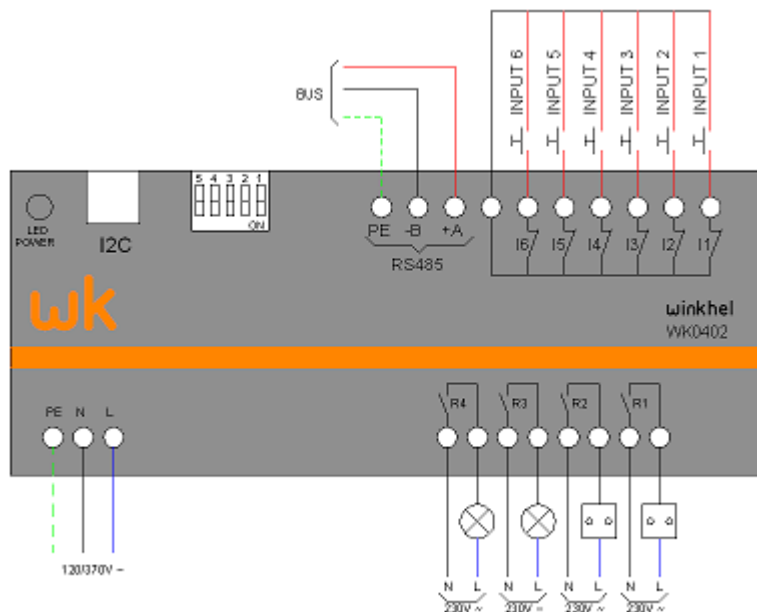 INPUT 6 INPUT 5 INPUT 4 INPUT 3 INPUT 2 INPUT 1
BUS
5 4 3 2 1
ON
LED
POWER
I2C
PE -B +A
RS485
I6 I5 I4 I3 I2 I1
wk
winkhel
WK0402
PE N L
R4 R3 R2 R1
120/370V ~
N L N L N L N L
230V ~ 230V ~ 230V ~ 230V ~